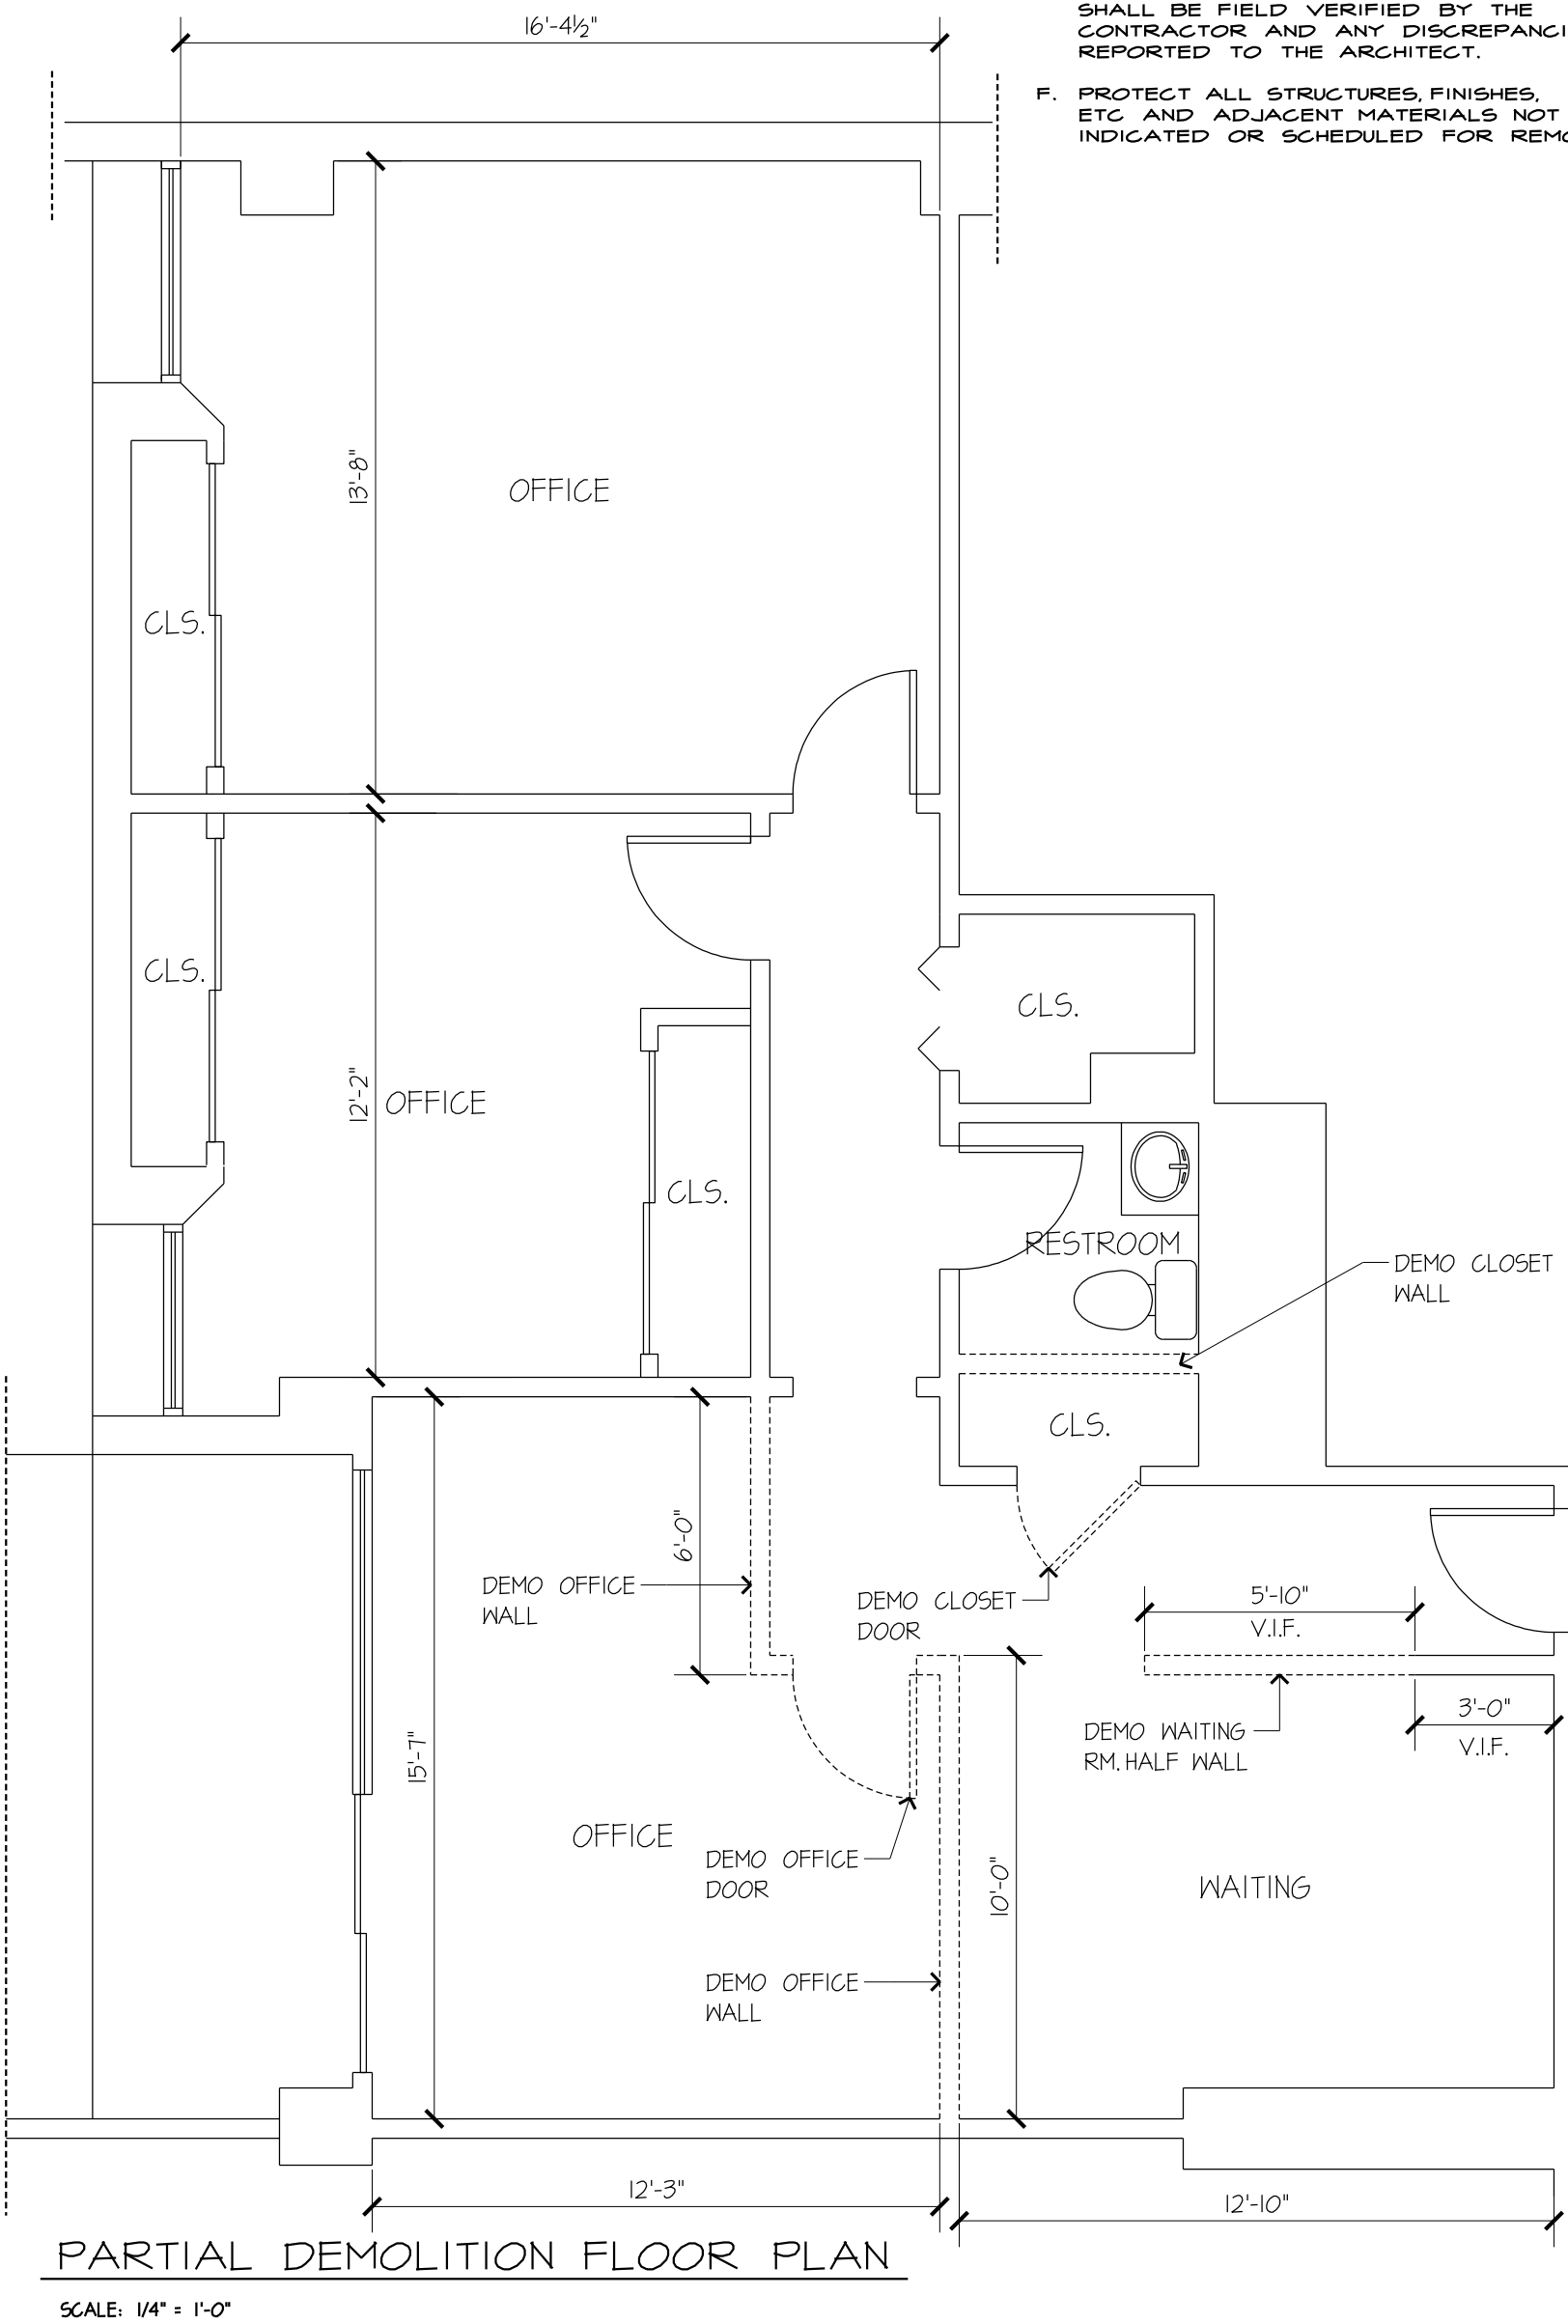 16'-4½"
SHALL BE FIELD VERIFIED BY THE
CONTRACTOR AND ANY DISCREPANCI
REPORTED TO THE ARCHITECT.
F. PROTECT ALL STRUCTURES, FINISHES,
ETC AND ADJACENT MATERIALS NOT
INDICATED OR SCHEDULED FOR REMO
13'-8"
OFFICE
CLS.
CLS.
CLS.
12'-2"
OFFICE
CLS.
RESTROOM
DEMO CLOSET
WALL
CLS.
6'-0"
DEMO OFFICE
WALL
DEMO CLOSET
DOOR
5'-10"
V.I.F.
3'-0"
V.I.F.
DEMO WAITING
RM. HALF WALL
15'-7"
OFFICE
DEMO OFFICE
DOOR
10'-0"
WAITING
DEMO OFFICE
WALL
12'-3"
12'-10"
PARTIAL DEMOLITION FLOOR PLAN
SCALE: 1/4" = 1'-0"